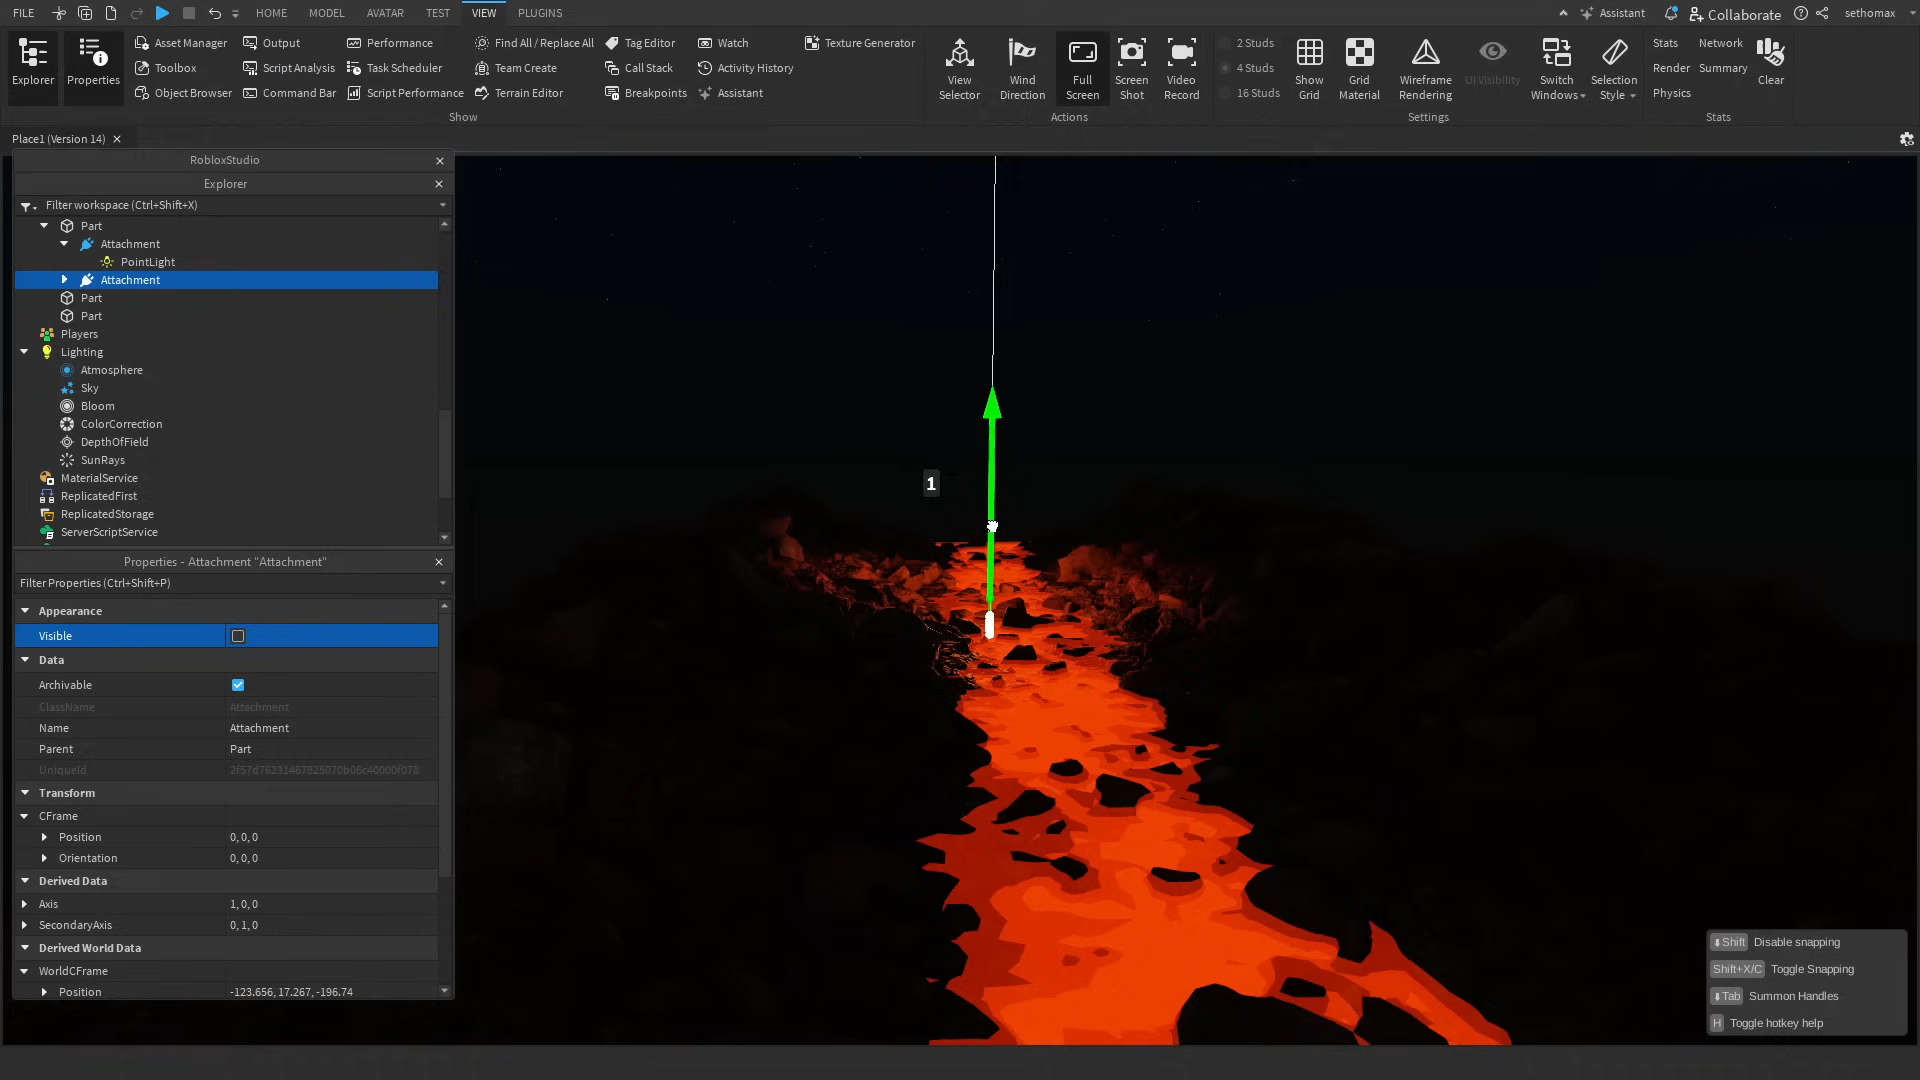 FILE HOME MODEL AVATAR TEST VIEW PLUGINS Assistant Collaborate sethomax
Explorer
Properties
Asset Manager
Toolbox
Object Browser
Output
Script Analysis
Command Bar
Performance
Task Scheduler
Script Performance
Find All / Replace All
Team Create
Terrain Editor
Tag Editor
Call Stack
Breakpoints
Watch
Activity History
Assistant
Texture Generator
Show
View
Selector
Wind
Direction
Full
Screen
Screen
Shot
Video
Record
Actions
2 Studs
4 Studs
16 Studs
Show
Grid
Grid
Material
Wireframe
Rendering
UI Visibility
Switch
Windows
Selection
Style
Settings
Stats
Render
Physics
Network
Summary
Clear
Stats
Place1 (Version 14)
RobloxStudio
Explorer
Filter workspace (Ctrl+Shift+X)
Part
Attachment
PointLight
Attachment
Part
Part
Players
Lighting
Atmosphere
Sky
Bloom
ColorCorrection
DepthOfField
SunRays
MaterialService
ReplicatedFirst
ReplicatedStorage
ServerScriptService
Properties - Attachment "Attachment"
Filter Properties (Ctrl+Shift+P)
Appearance
Visible
Data
Archivable
ClassName Attachment
Name Attachment
Parent Part
UniqueId
Transform
CFrame
Position 0, 0, 0
Orientation 0, 0, 0
Derived Data
Axis 1, 0, 0
SecondaryAxis 0, 1, 0
Derived World Data
WorldCFrame
Position -123.656, 17.267, -196.74
1
Shift Disable snapping
Shift+X/C Toggle Snapping
Tab Summon Handles
H Toggle hotkey help